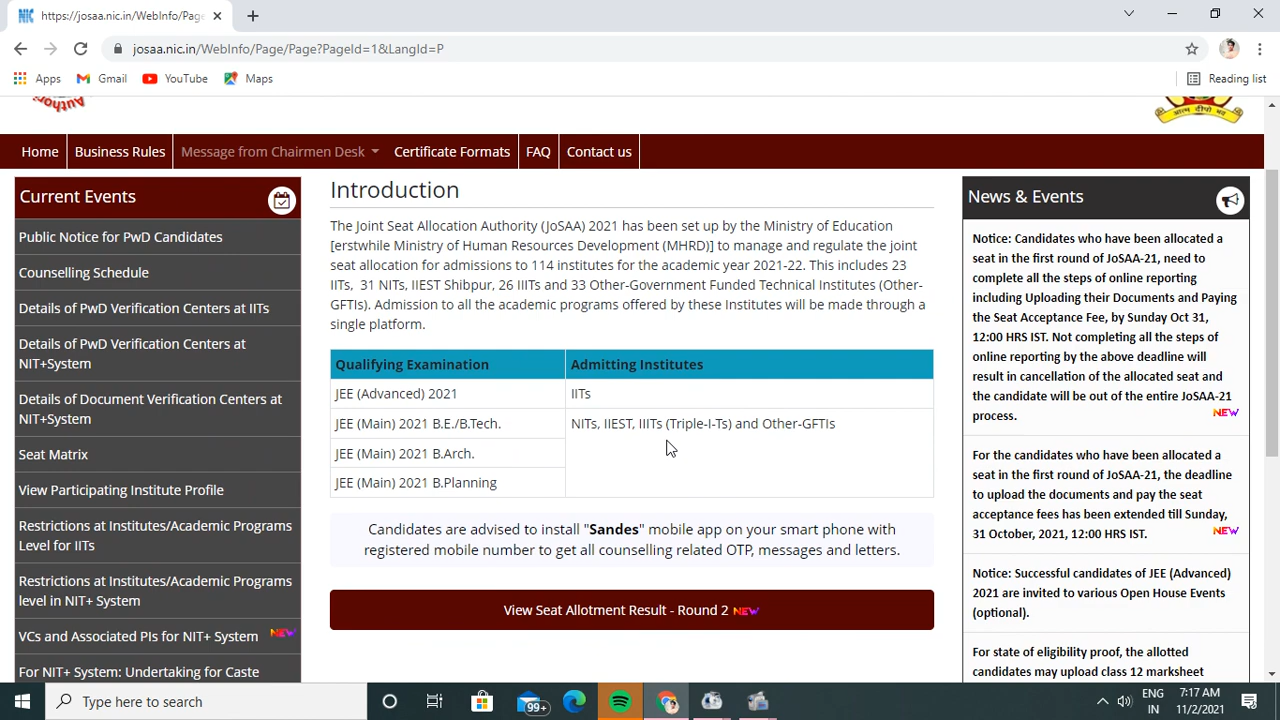 https://josaa.nic.in/WebInfo/Page
josaa.nic.in/WebInfo/Page/Page?PageId=1&LangId=P
Apps
Gmail
YouTube
Maps
Reading list
Home
Business Rules
Message from Chairmen Desk
Certificate Formats
FAQ
Contact us
Current Events
Public Notice for PwD Candidates
Counselling Schedule
Details of PwD Verification Centers at IITs
Details of PwD Verification Centers at
NIT+System
Details of Document Verification Centers at
NIT+System
Seat Matrix
View Participating Institute Profile
Restrictions at Institutes/Academic Programs
Level for IITs
Restrictions at Institutes/Academic Programs
level in NIT+ System
VCs and Associated PIs for NIT+ System NEW
For NIT+ System: Undertaking for Caste
Introduction
The Joint Seat Allocation Authority (JoSAA) 2021 has been set up by the Ministry of Education
[erstwhile Ministry of Human Resources Development (MHRD)] to manage and regulate the joint
seat allocation for admissions to 114 institutes for the academic year 2021-22. This includes 23
IITs, 31 NITs, IIEST Shibpur, 26 IIITs and 33 Other-Government Funded Technical Institutes (Other-
GFTIs). Admission to all the academic programs offered by these Institutes will be made through a
single platform.
Qualifying Examination
Admitting Institutes
JEE (Advanced) 2021
IITs
JEE (Main) 2021 B.E./B.Tech.
NITs, IIEST, IIITs (Triple-I-Ts) and Other-GFTIs
JEE (Main) 2021 B.Arch.
JEE (Main) 2021 B.Planning
Candidates are advised to install "Sandes" mobile app on your smart phone with
registered mobile number to get all counselling related OTP, messages and letters.
View Seat Allotment Result - Round 2 NEW
News & Events
Notice: Candidates who have been allocated a
seat in the first round of JoSAA-21, need to
complete all the steps of online reporting
including Uploading their Documents and Paying
the Seat Acceptance Fee, by Sunday Oct 31,
12:00 HRS IST. Not completing all the steps of
online reporting by the above deadline will
result in cancellation of the allocated seat and
the candidate will be out of the entire JoSAA-21
process. NEW
For the candidates who have been allocated a
seat in the first round of JoSAA-21, the deadline
to upload the documents and pay the seat
acceptance fees has been extended till Sunday,
31 October, 2021, 12:00 HRS IST. NEW
Notice: Successful candidates of JEE (Advanced)
2021 are invited to various Open House Events
(optional).
For state of eligibility proof, the allotted
candidates may upload class 12 marksheet
Type here to search
99+
ENG
IN
7:17 AM
11/2/2021